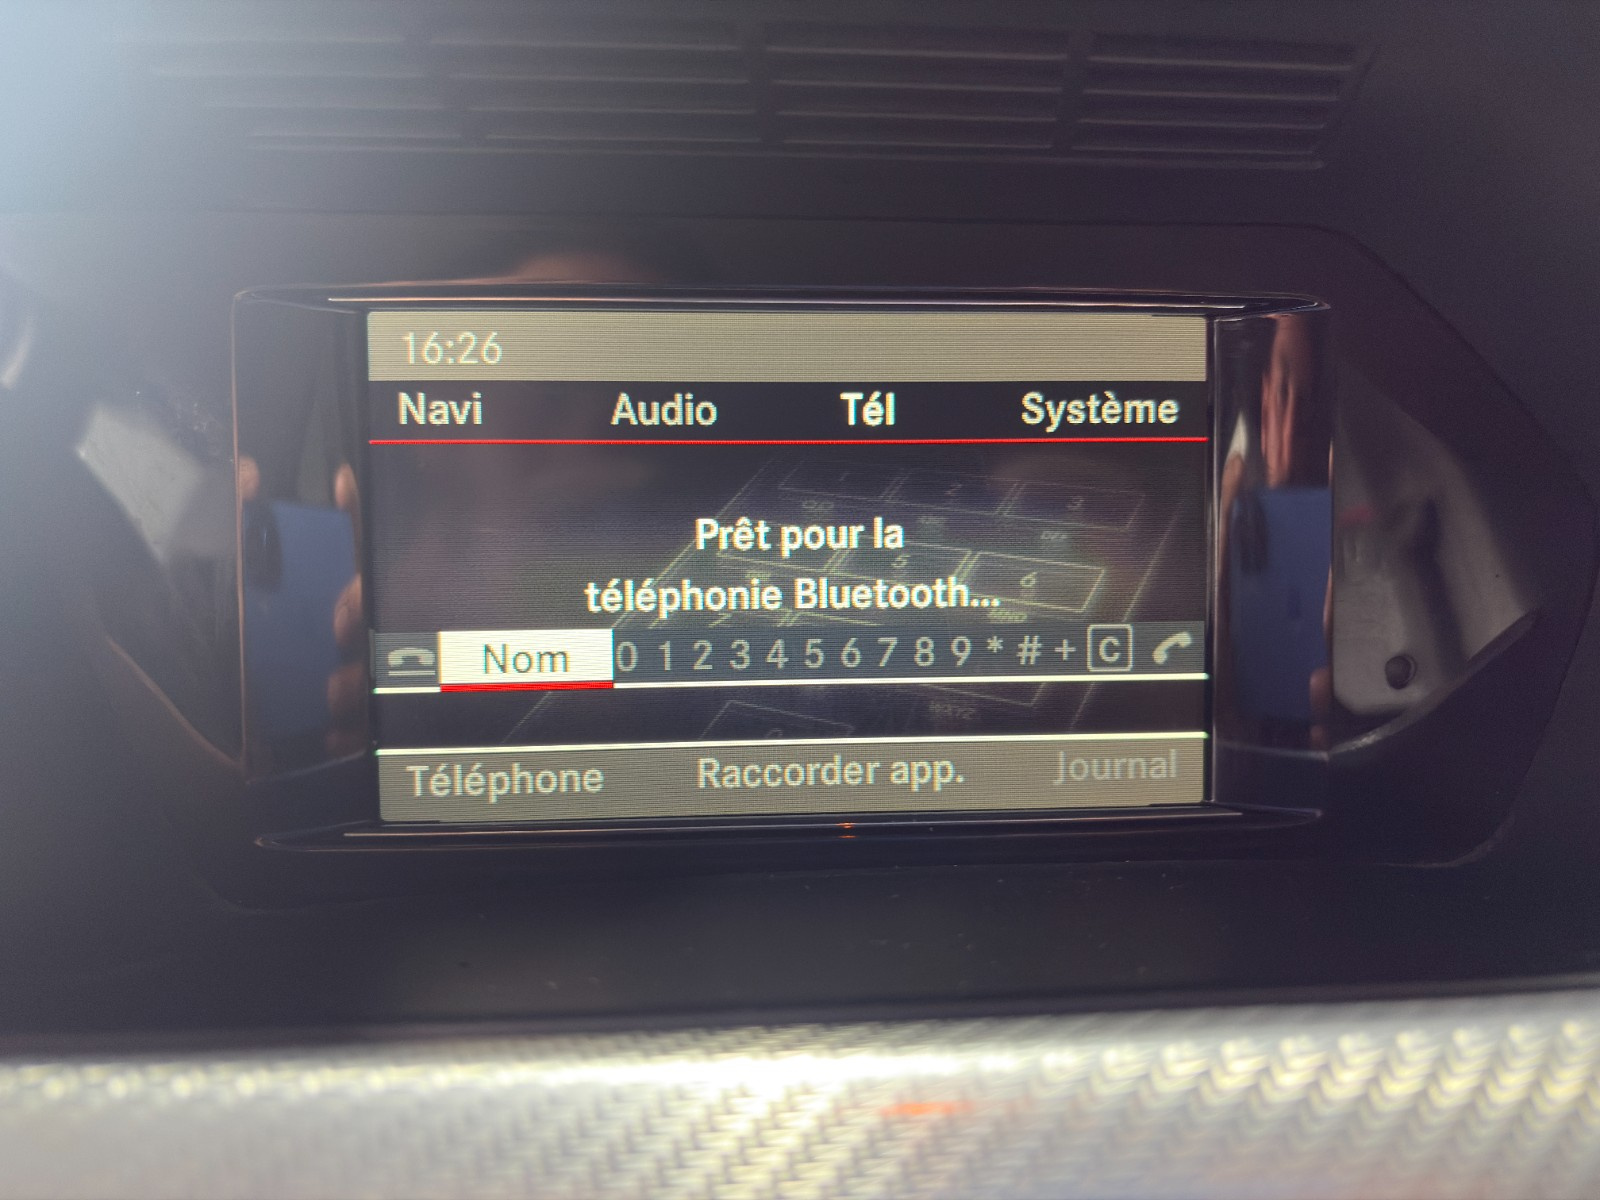 16:26
Navi Audio Tél Système
Prêt pour la
téléphonie Bluetooth...
Nom 0 1 2 3 4 5 6 7 8 9 * # + C
Téléphone Raccorder app. Journal